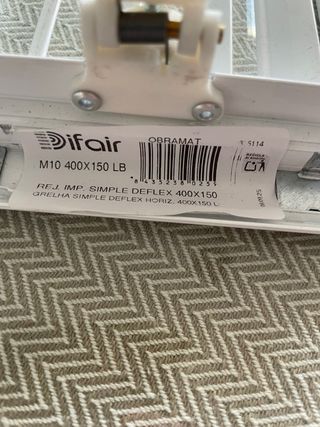 Difair
OBRAMAT
M10 400X150 LB
REJ. IMP. SIMPLE DEFLEX 400X150
GRELHA SIMPLE DEFLEX HORIZ. 400X150 L